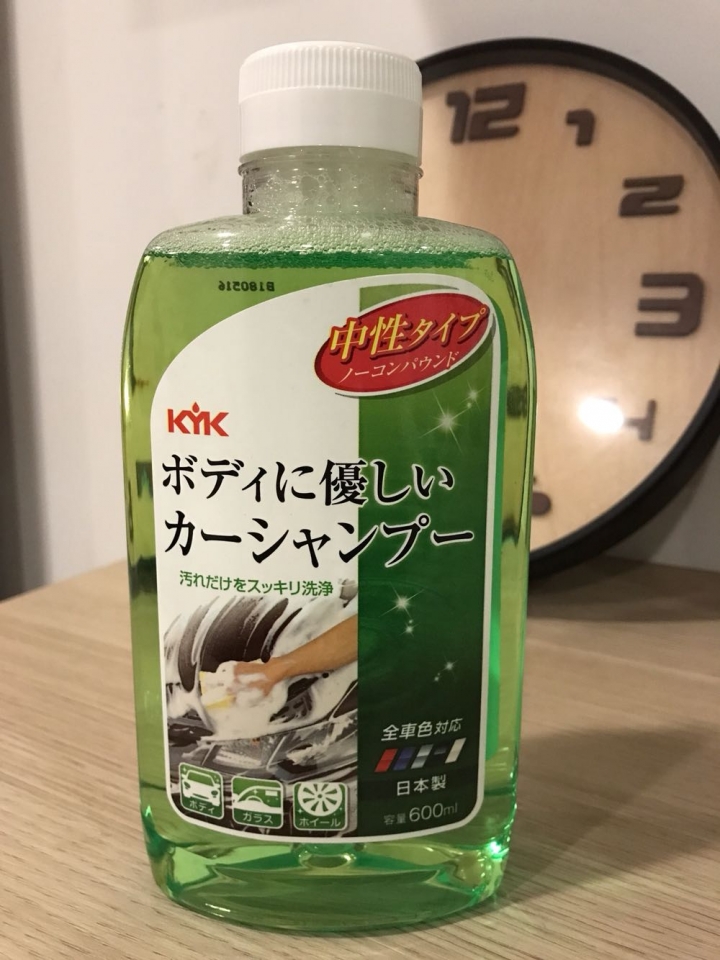 12
1
2
3
4
B180216
中性タイプ
ノーコンパウンド
KYK
ボディに優しい
カーシャンプー
汚れだけをスッキリ洗浄
全車色対応
日本製
容量600ml
ボディ
ガラス
ホイール